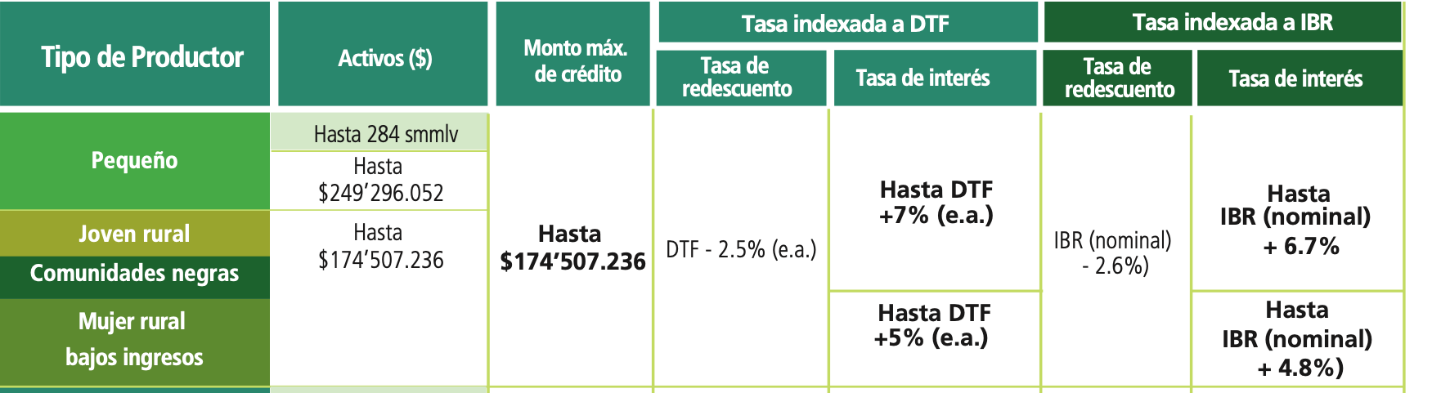 Tipo de Productor
Activos ($)
Monto máx.
de crédito
Tasa indexada a DTF
Tasa de
redescuento
Tasa de interés
Tasa indexada a IBR
Tasa de
redescuento
Tasa de interés
Pequeño
Hasta 284 smmlv
Hasta
$249’296.052
Joven rural
Comunidades negras
Mujer rural
bajos ingresos
Hasta
$174’507.236
Hasta
$174’507.236
DTF - 2.5% (e.a.)
Hasta DTF
+7% (e.a.)
Hasta DTF
+5% (e.a.)
IBR (nominal)
- 2.6%)
Hasta
IBR (nominal)
+ 6.7%
Hasta
IBR (nominal)
+ 4.8%)